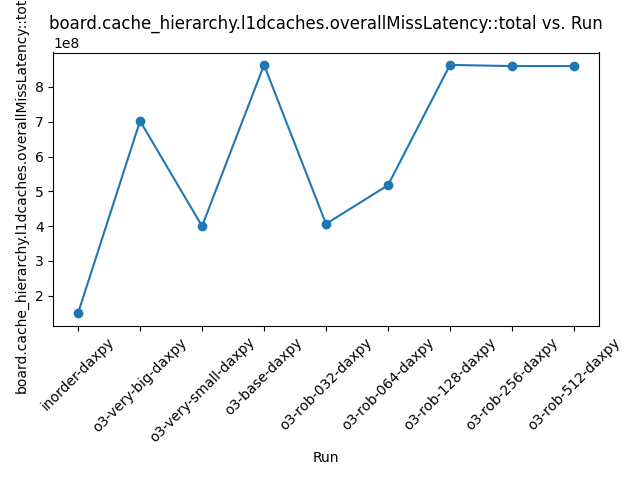 board.cache_hierarchy.l1dcaches.overallMissLatency::total vs. Run
1e8
board.cache_hierarchy.l1dcaches.overallMissLatency::tot
8
7
6
5
4
3
2
inorder-daxpy
o3-very-big-daxpy
o3-very-small-daxpy
o3-base-daxpy
o3-rob-032-daxpy
o3-rob-064-daxpy
o3-rob-128-daxpy
o3-rob-256-daxpy
o3-rob-512-daxpy
Run